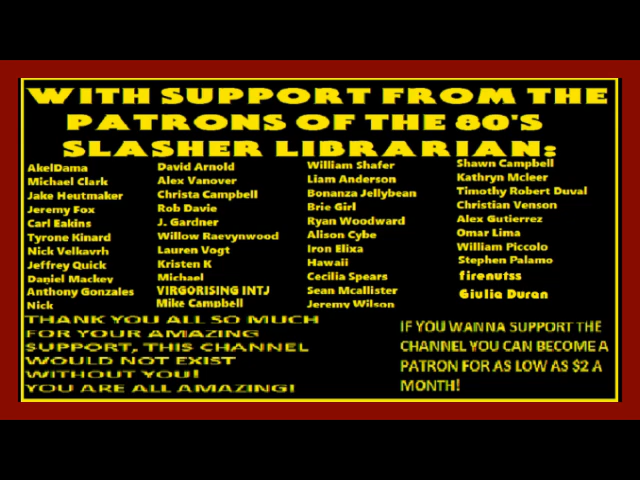 WITH SUPPORT FROM THE
PATRONS OF THE 80'S
SLASHER LIBRARIAN:
AkelDama
Michael Clark
Jake Heutmaker
Jeremy Fox
Carl Eakins
Tyrone Kinard
Nick Velkavrh
Jeffrey Quick
Daniel Mackey
Anthony Gonzales
Nick
David Arnold
Alex Vanover
Christa Campbell
Rob Davie
J. Gardner
Willow Raevynwood
Lauren Vogt
Kristen K
Michael
VIRGORISING INTJ
Mike Campbell
William Shafer
Liam Anderson
Bonanza Jellybean
Brie Girl
Ryan Woodward
Alison Cybe
Iron Elixa
Hawaii
Cecilia Spears
Sean Mcallister
Jeremy Wilson
Shawn Campbell
Kathryn Mcleer
Timothy Robert Duval
Christian Venson
Alex Gutierrez
Omar Lima
William Piccolo
Stephen Palamo
firenutss
Giulia Duran
THANK YOU ALL SO MUCH
FOR YOUR AMAZING
SUPPORT, THIS CHANNEL
WOULD NOT EXIST
WITHOUT YOU!
YOU ARE ALL AMAZING!
IF YOU WANNA SUPPORT THE
CHANNEL YOU CAN BECOME A
PATRON FOR AS LOW AS $2 A
MONTH!